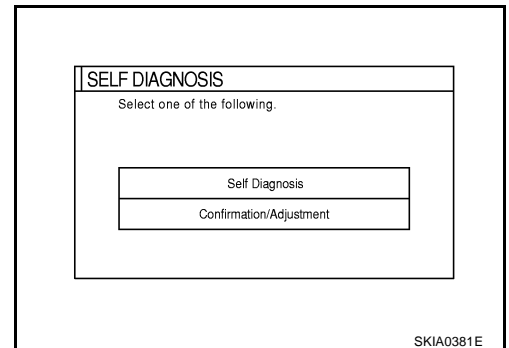 SELF DIAGNOSIS
Select one of the following.
Self Diagnosis
Confirmation/Adjustment
SKIA0381E